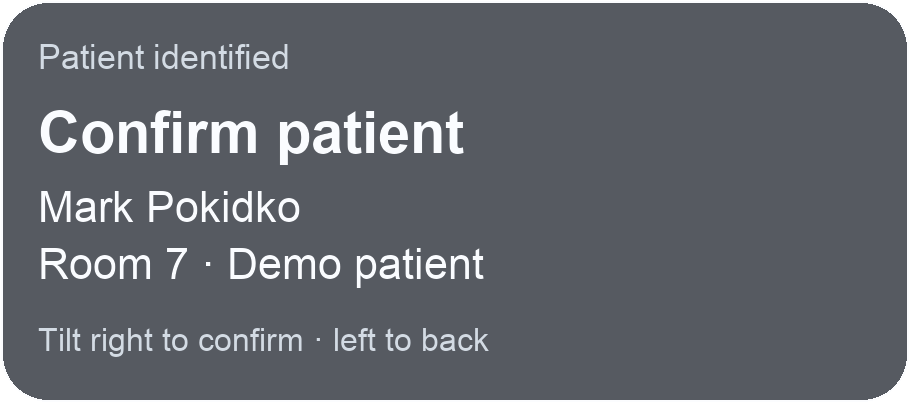 Patient identified
Confirm patient
Mark Pokidko
Room 7 · Demo patient
Tilt right to confirm · left to back